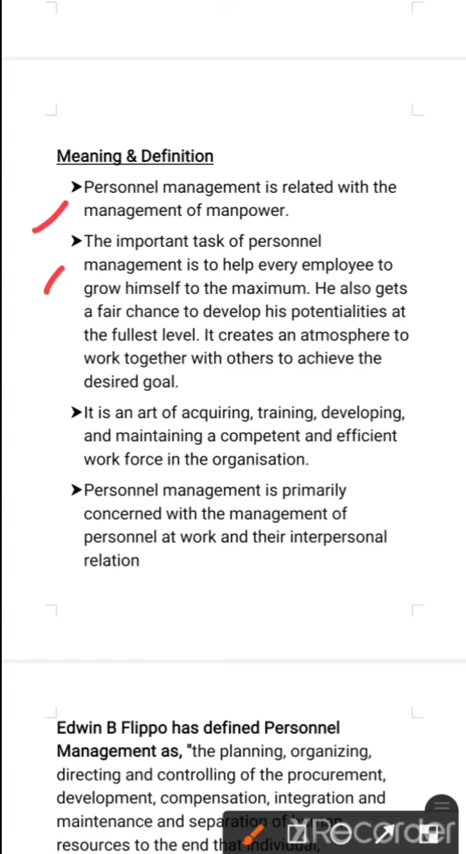 Meaning & Definition
➤Personnel management is related with the
management of manpower.
➤The important task of personnel
management is to help every employee to
grow himself to the maximum. He also gets
a fair chance to develop his potentialities at
the fullest level. It creates an atmosphere to
work together with others to achieve the
desired goal.
➤It is an art of acquiring, training, developing,
and maintaining a competent and efficient
work force in the organisation.
➤Personnel management is primarily
concerned with the management of
personnel at work and their interpersonal
relation
Edwin B Flippo has defined Personnel
Management as, "the planning, organizing,
directing and controlling of the procurement,
development, compensation, integration and
maintenance and separation of human
resources to the end that individual,
Recorder